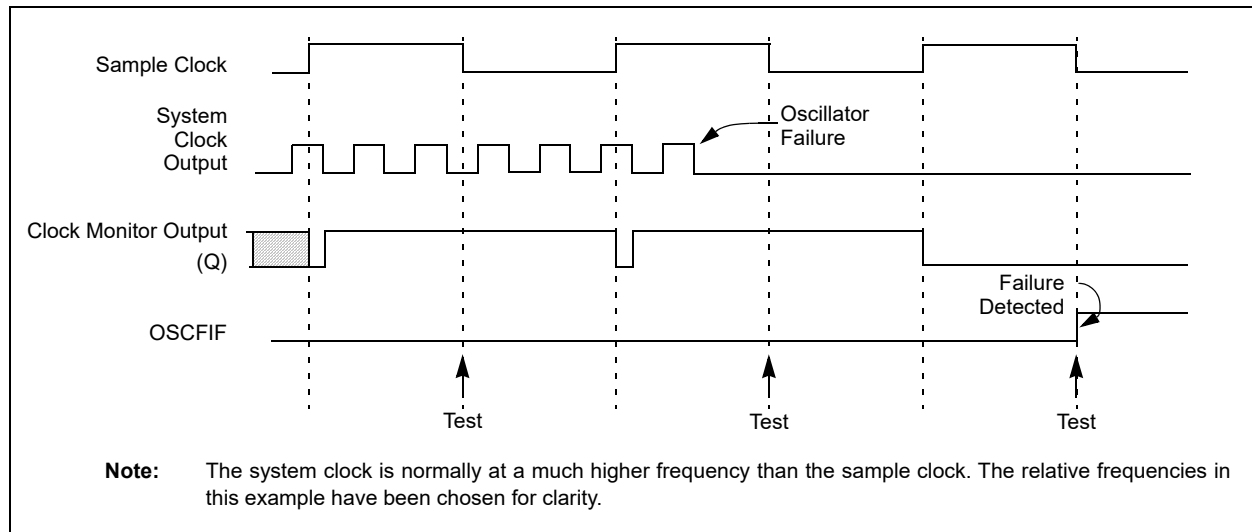 Sample Clock
System
Clock
Output
Oscillator
Failure
Clock Monitor Output
(Q)
Failure
Detected
OSCFIF
Test
Test
Test
Note: The system clock is normally at a much higher frequency than the sample clock. The relative frequencies in
this example have been chosen for clarity.